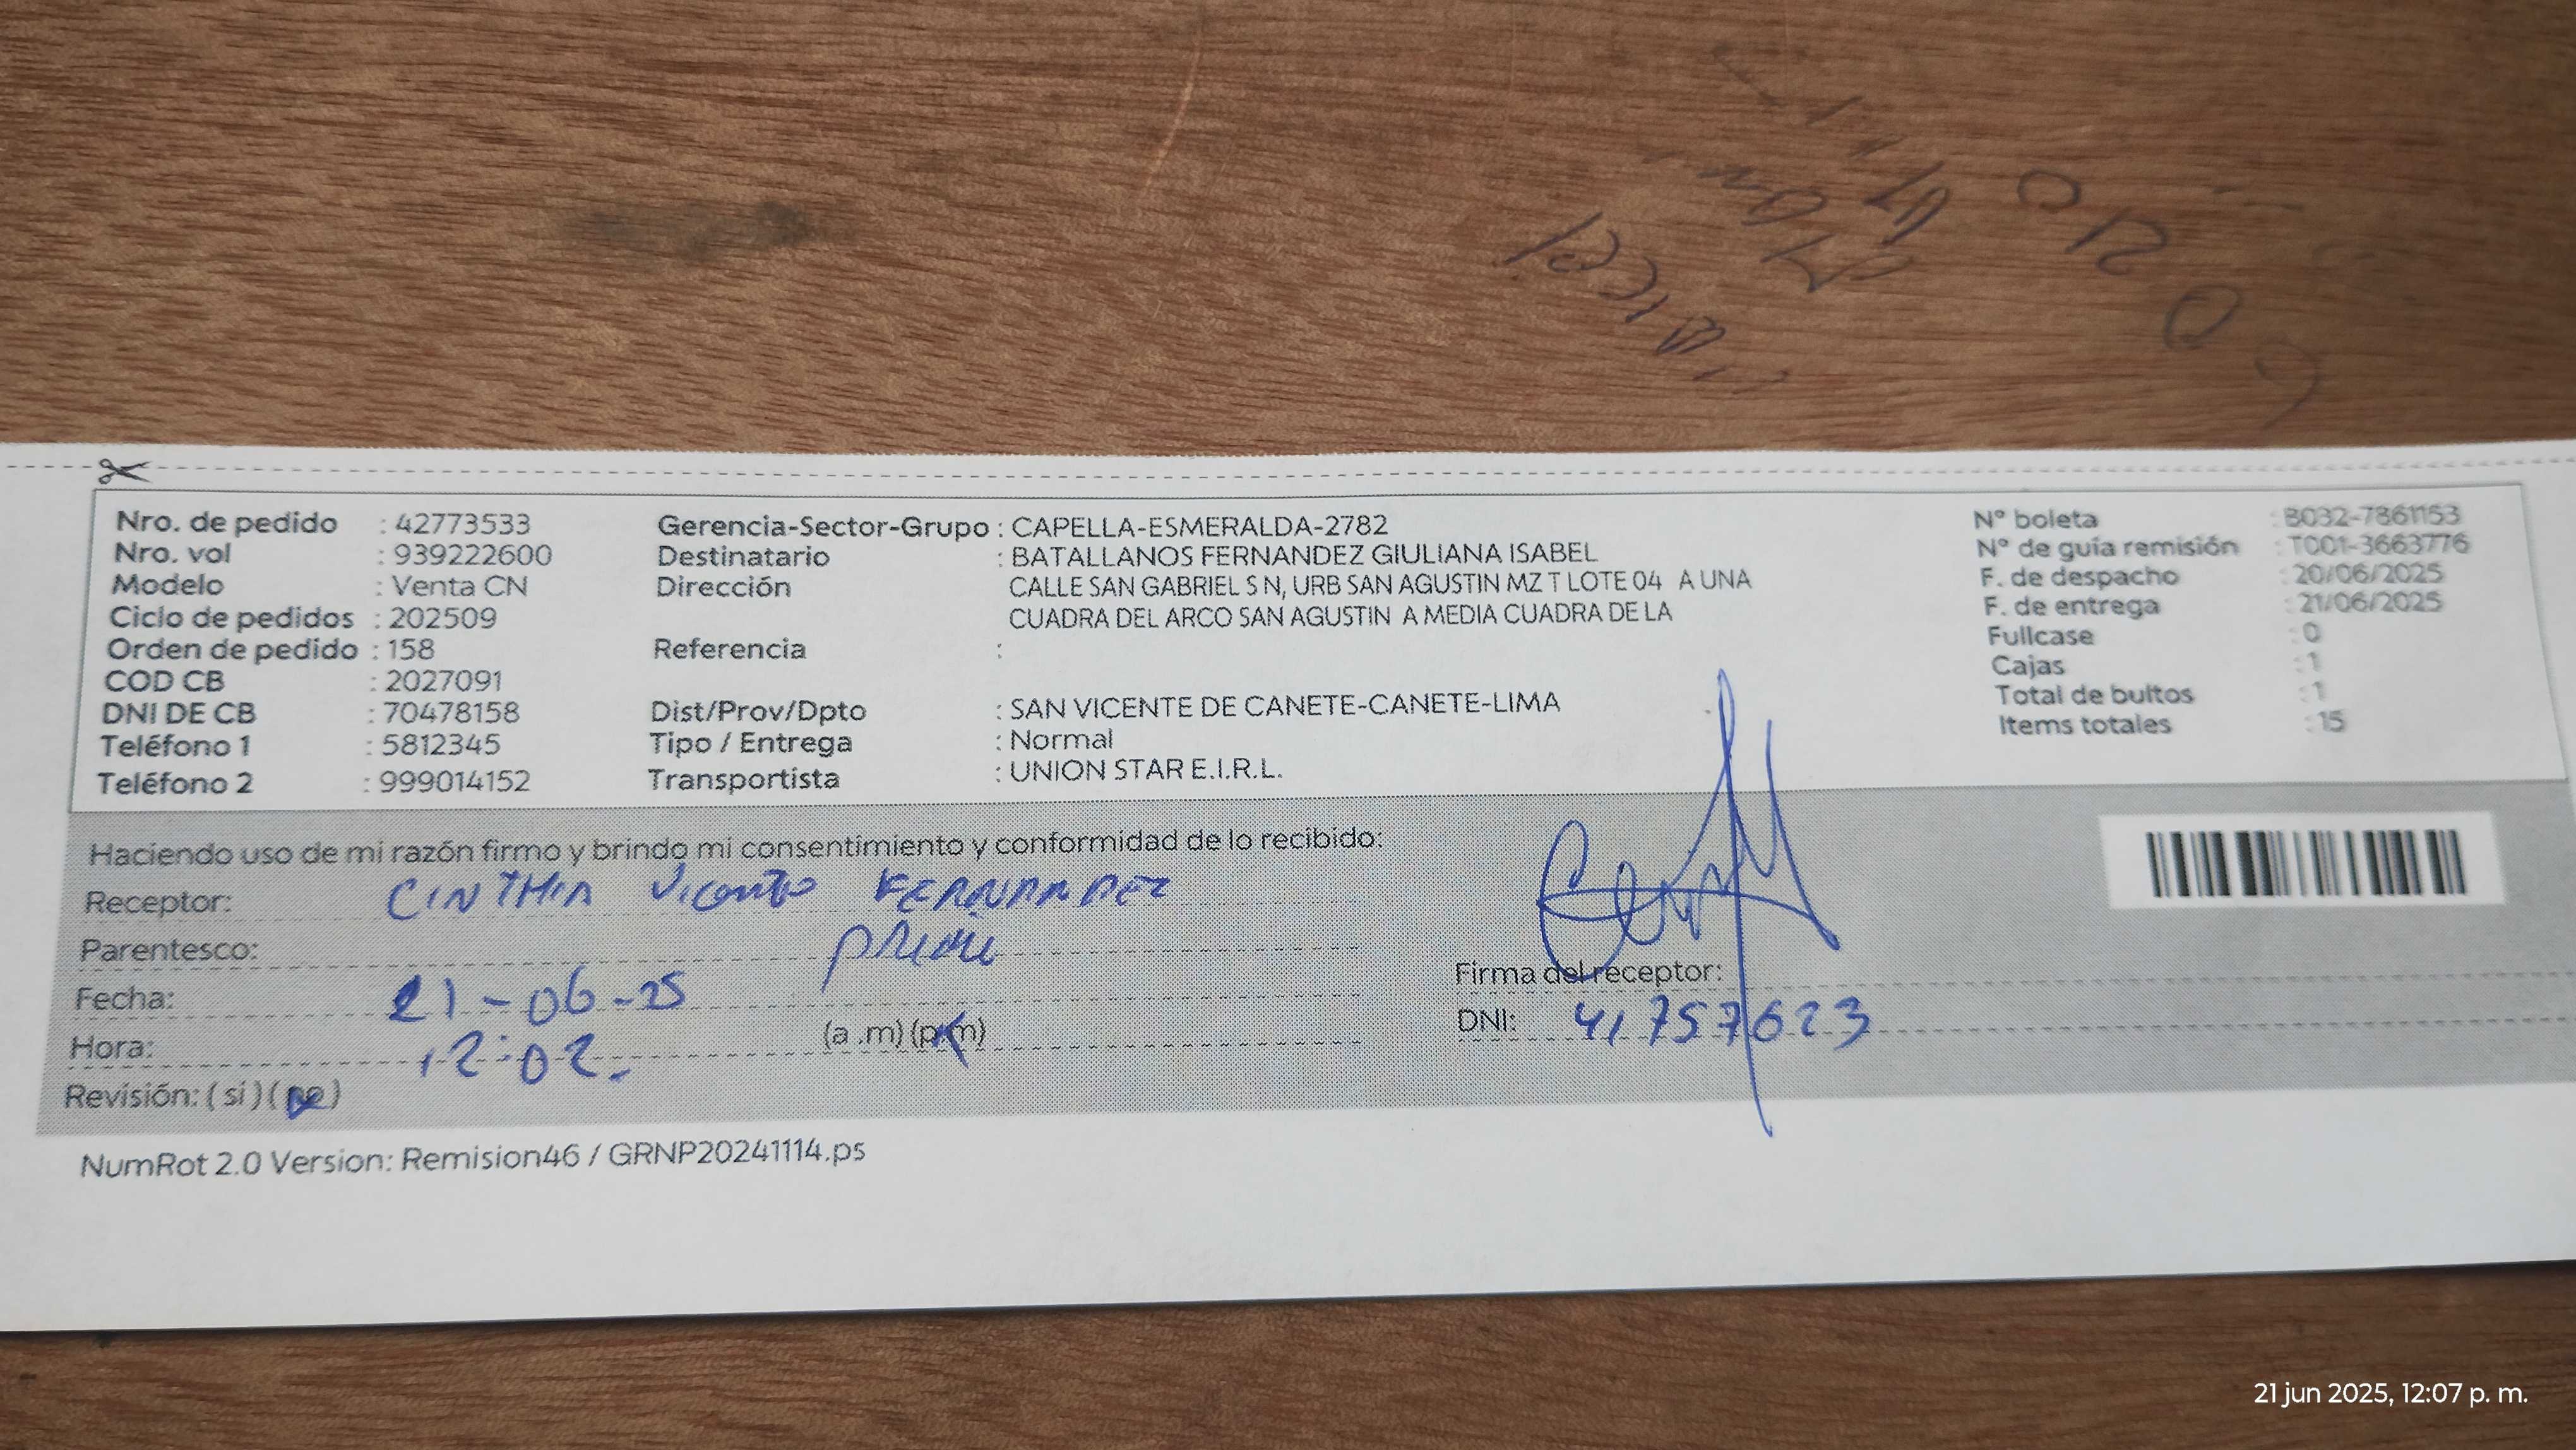 Nro. de pedido : 42773533 Gerencia-Sector-Grupo : CAPELLA-ESMERALDA-2782 N° boleta : B032-7861153
Nro. vol : 939222600 Destinatario : BATALLANOS FERNANDEZ GIULIANA ISABEL N° de guía remisión : T001-3663776
Modelo : Venta CN Dirección CALLE SAN GABRIEL S N, URB SAN AGUSTIN MZ T LOTE 04 A UNA F. de despacho : 20/06/2025
Ciclo de pedidos : 202509 CUADRA DEL ARCO SAN AGUSTIN A MEDIA CUADRA DE LA F. de entrega : 21/06/2025
Orden de pedido : 158 Referencia : Fullcase : 0
COD CB : 2027091 Cajas : 1
DNI DE CB : 70478158 Dist/Prov/Dpto : SAN VICENTE DE CANETE-CANETE-LIMA Total de bultos : 1
Teléfono 1 : 5812345 Tipo / Entrega : Normal Items totales : 15
Teléfono 2 : 999014152 Transportista : UNION STAR E.I.R.L.
Haciendo uso de mi razón firmo y brindo mi consentimiento y conformidad de lo recibido:
Receptor: CINTHIA Vicente FERNANDEZ
Parentesco:
Firma del receptor:
Fecha: 21-06-25
DNI: 41757623
Hora: 12:02 (a .m) (p.m)
Revisión: ( si ) ( no )
NumRot 2.0 Version: Remision46 / GRNP20241114.ps
21 jun 2025, 12:07 p. m.